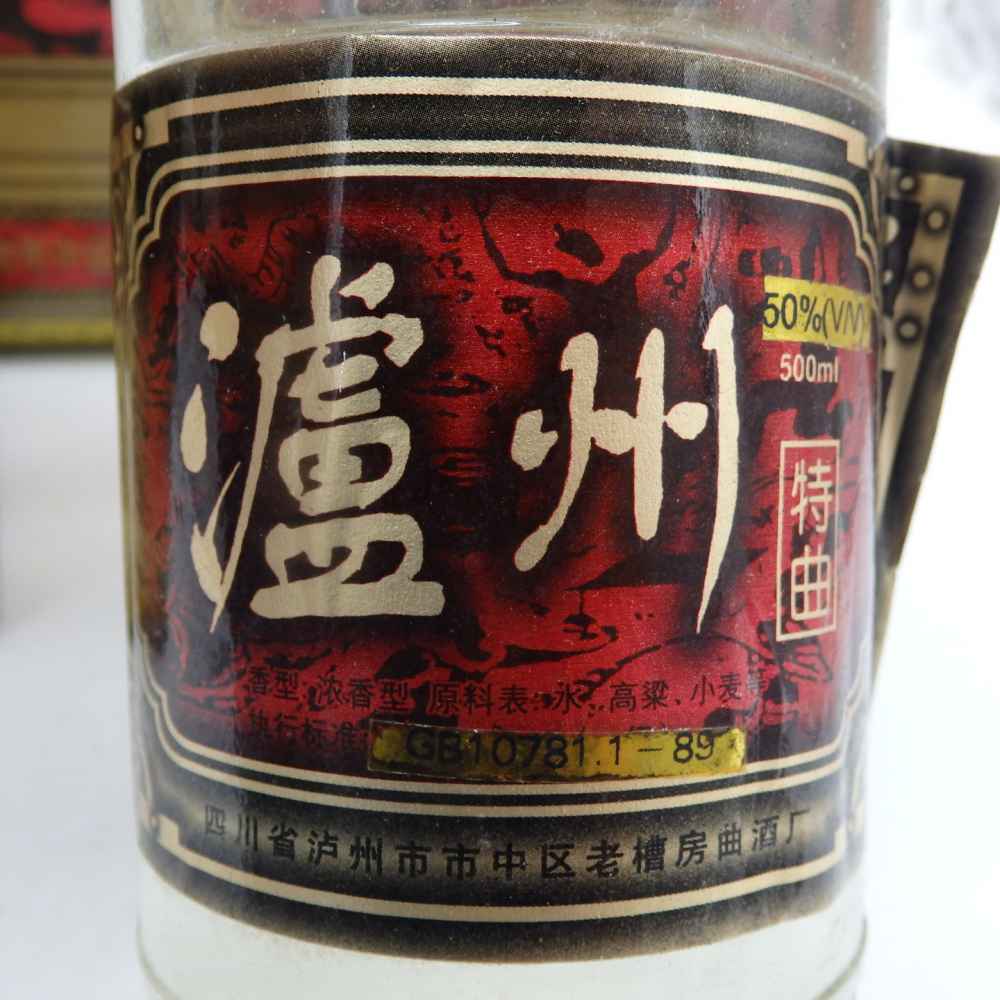 瀘州
50%(V/V)
500ml
特曲
香型:浓香型 原料表:水、高粱、小麦等
执行标准
GB10781.1-89
四川省泸州市市中区老槽房曲酒厂